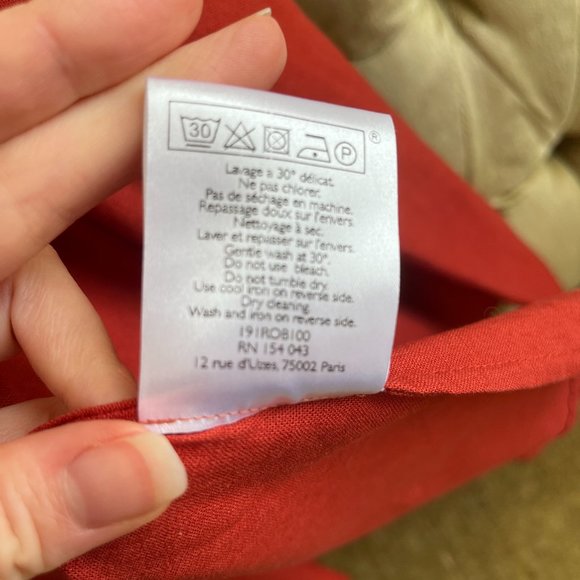 30 P ®
Lavage à 30° délicat.
Ne pas chlorer.
Pas de séchage en machine.
Repassage doux sur l'envers.
Nettoyage à sec.
Laver et repasser sur l'envers.
Gentle wash at 30°.
Do not use bleach.
Do not tumble dry.
Use cool iron on reverse side.
Dry cleaning.
Wash and iron on reverse side.
191ROB100
RN 154 043
12 rue d'Uzes, 75002 Paris